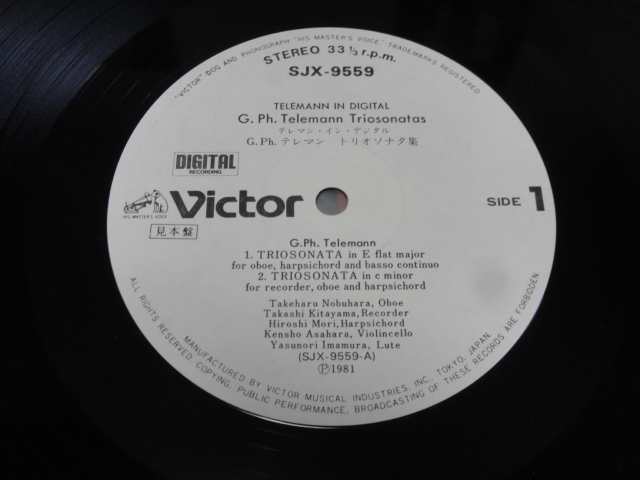 "VICTOR" DOG AND PHONOGRAPH "HIS MASTER'S VOICE" TRADEMARKS REGISTERED
STEREO 33 1/3 r.p.m.
SJX-9559
TELEMANN IN DIGITAL
G. Ph. Telemann Triosonatas
テレマン・イン・デジタル
G.Ph. テレマン トリオソナタ集
DIGITAL
RECORDING
HIS MASTER'S VOICE
Victor
SIDE 1
見本盤
G.Ph. Telemann
1. TRIOSONATA in E flat major
for oboe, harpsichord and basso continuo
2. TRIOSONATA in c minor
for recorder, oboe and harpsichord
Takeharu Nobuhara, Oboe
Takashi Kitayama, Recorder
Hiroshi Mori, Harpsichord
Kensho Asahara, Violincello
Yasunori Imamura, Lute
(SJX-9559-A)
Ⓟ1981
MANUFACTURED BY VICTOR MUSICAL INDUSTRIES, INC., TOKYO, JAPAN.
ALL RIGHTS RESERVED. COPYING, PUBLIC PERFORMANCE, BROADCASTING OF THESE RECORDS ARE FORBIDDEN.